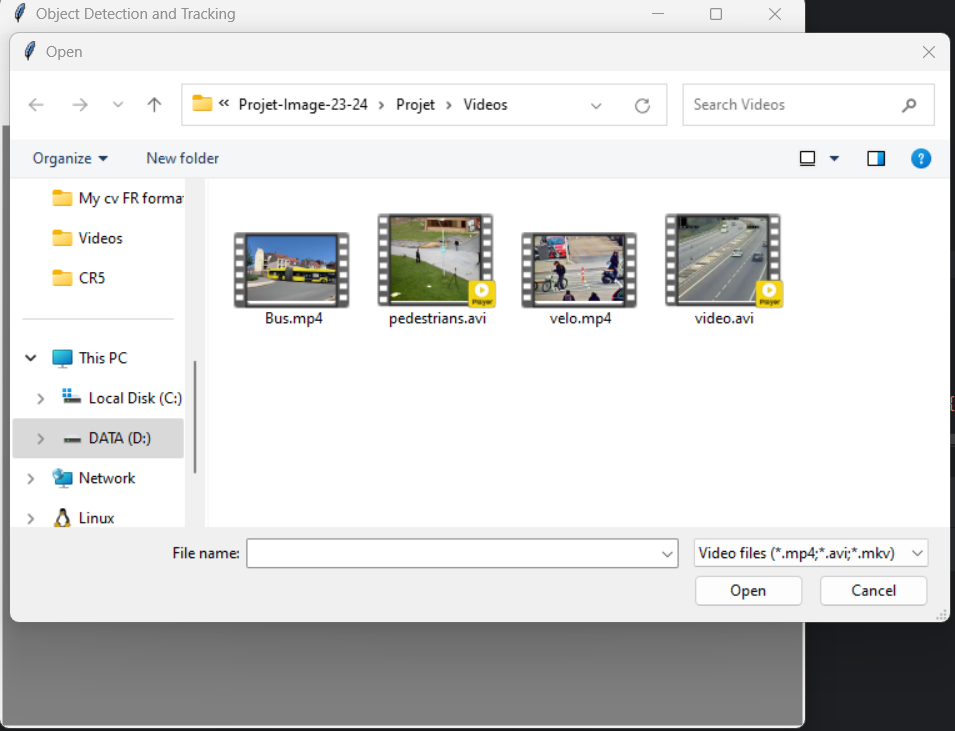 Object Detection and Tracking
Open
« Projet-Image-23-24 › Projet › Videos
Search Videos
Organize
New folder
?
My cv FR format
Videos
CR5
This PC
Local Disk (C:)
DATA (D:)
Network
Linux
Bus.mp4
Player
pedestrians.avi
velo.mp4
Player
video.avi
File name:
Video files (*.mp4;*.avi;*.mkv)
Open
Cancel